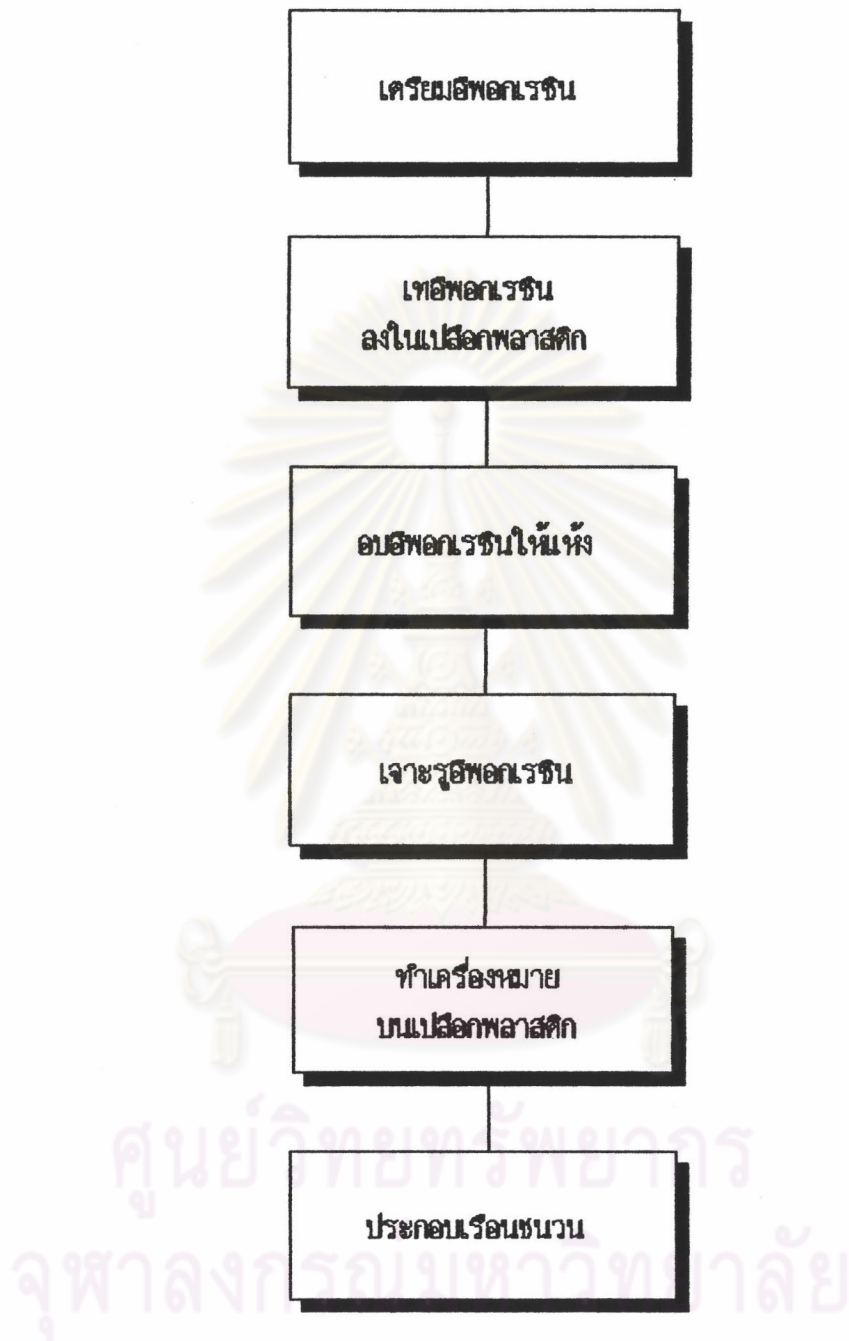 เตรียมอีพอกเรซิน
เทอีพอกเรซิน
ลงในเปลือกพลาสติก
อบอีพอกเรซินให้แห้ง
เจาะรูอีพอกเรซิน
ทำเครื่องหมาย
บนเปลือกพลาสติก
ประกอบเรือนฉนวน
ศูนย์วิทยทรัพยากร
จุฬาลงกรณ์มหาวิทยาลัย